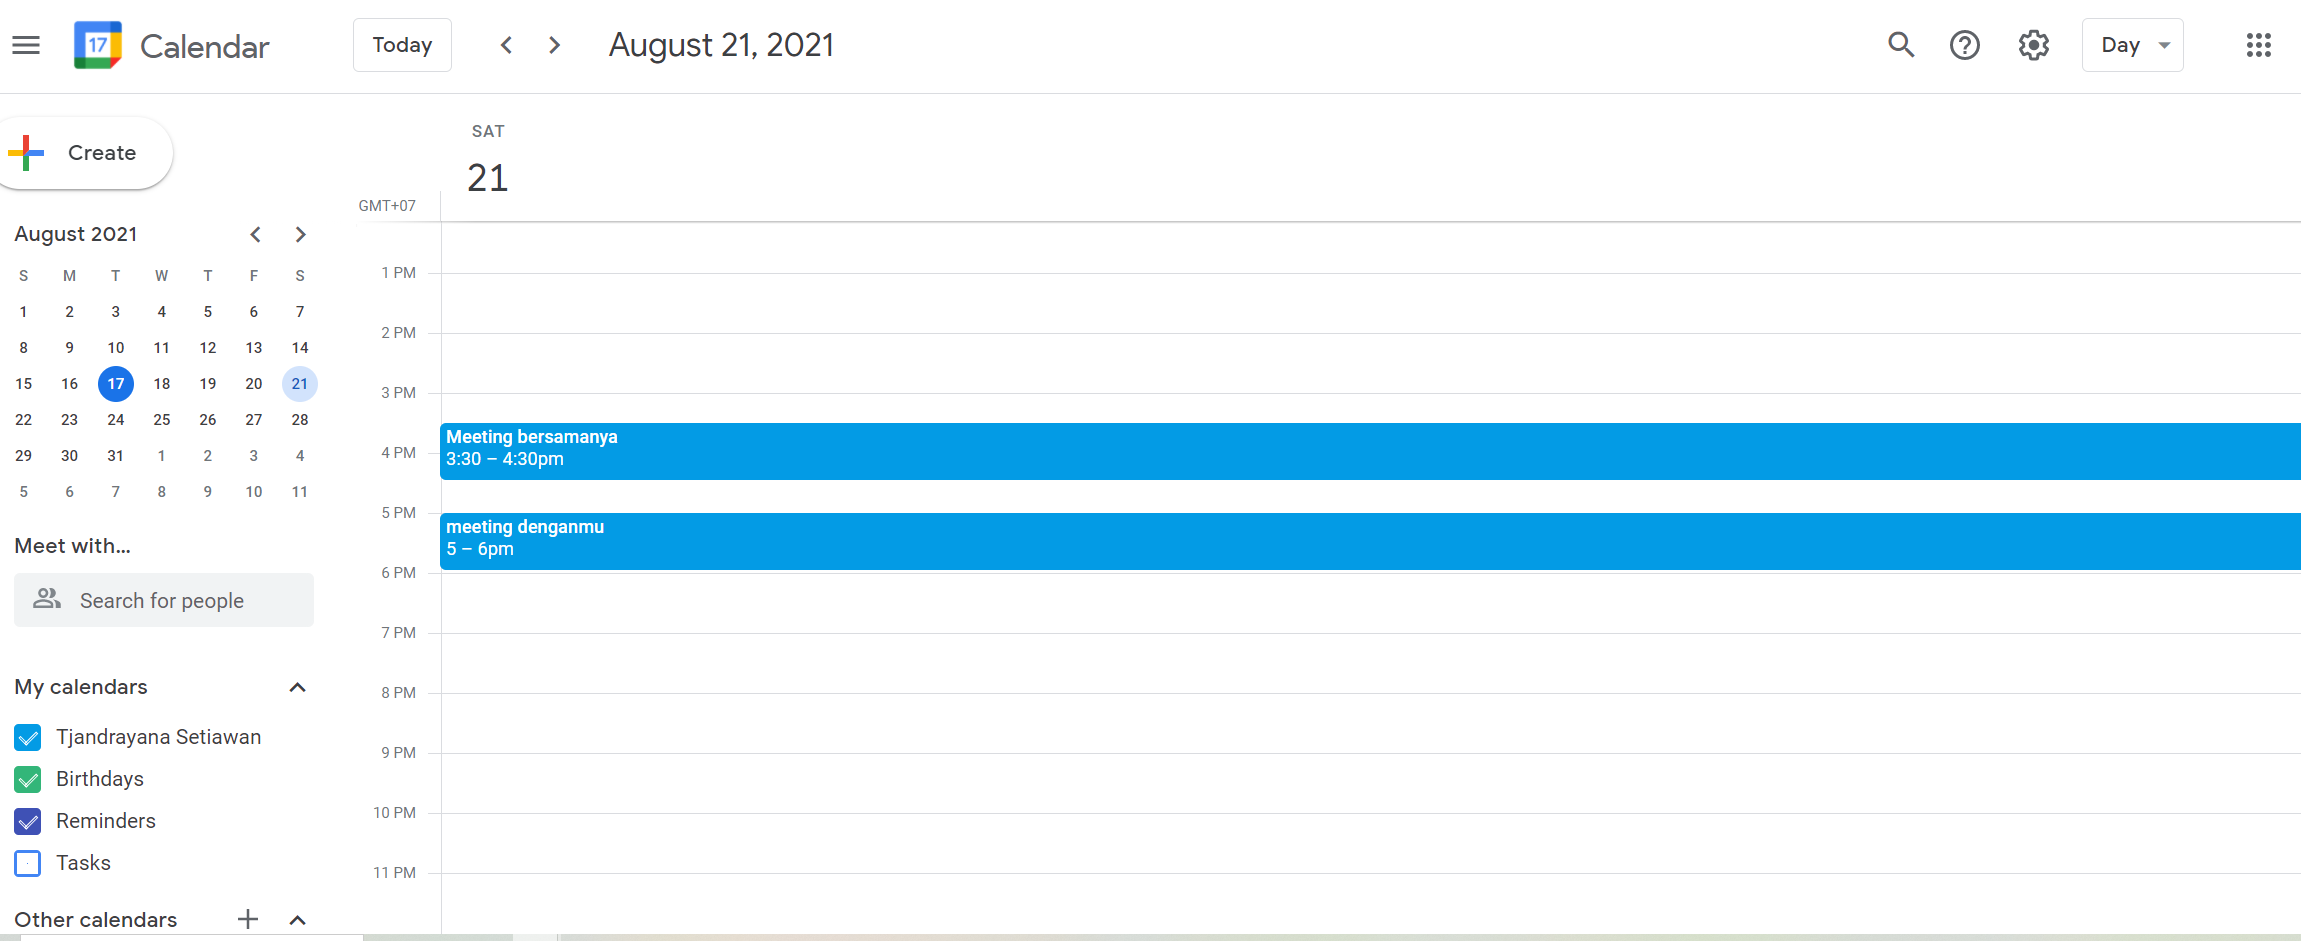 17 Calendar Today August 21, 2021 Day
Create
SAT
21
GMT+07
August 2021
S M T W T F S
1 2 3 4 5 6 7
8 9 10 11 12 13 14
15 16 17 18 19 20 21
22 23 24 25 26 27 28
29 30 31 1 2 3 4
5 6 7 8 9 10 11
Meet with...
Search for people
My calendars
Tjandrayana Setiawan
Birthdays
Reminders
Tasks
Other calendars
1 PM
2 PM
3 PM
Meeting bersamanya
3:30 – 4:30pm
4 PM
5 PM
meeting denganmu
5 – 6pm
6 PM
7 PM
8 PM
9 PM
10 PM
11 PM